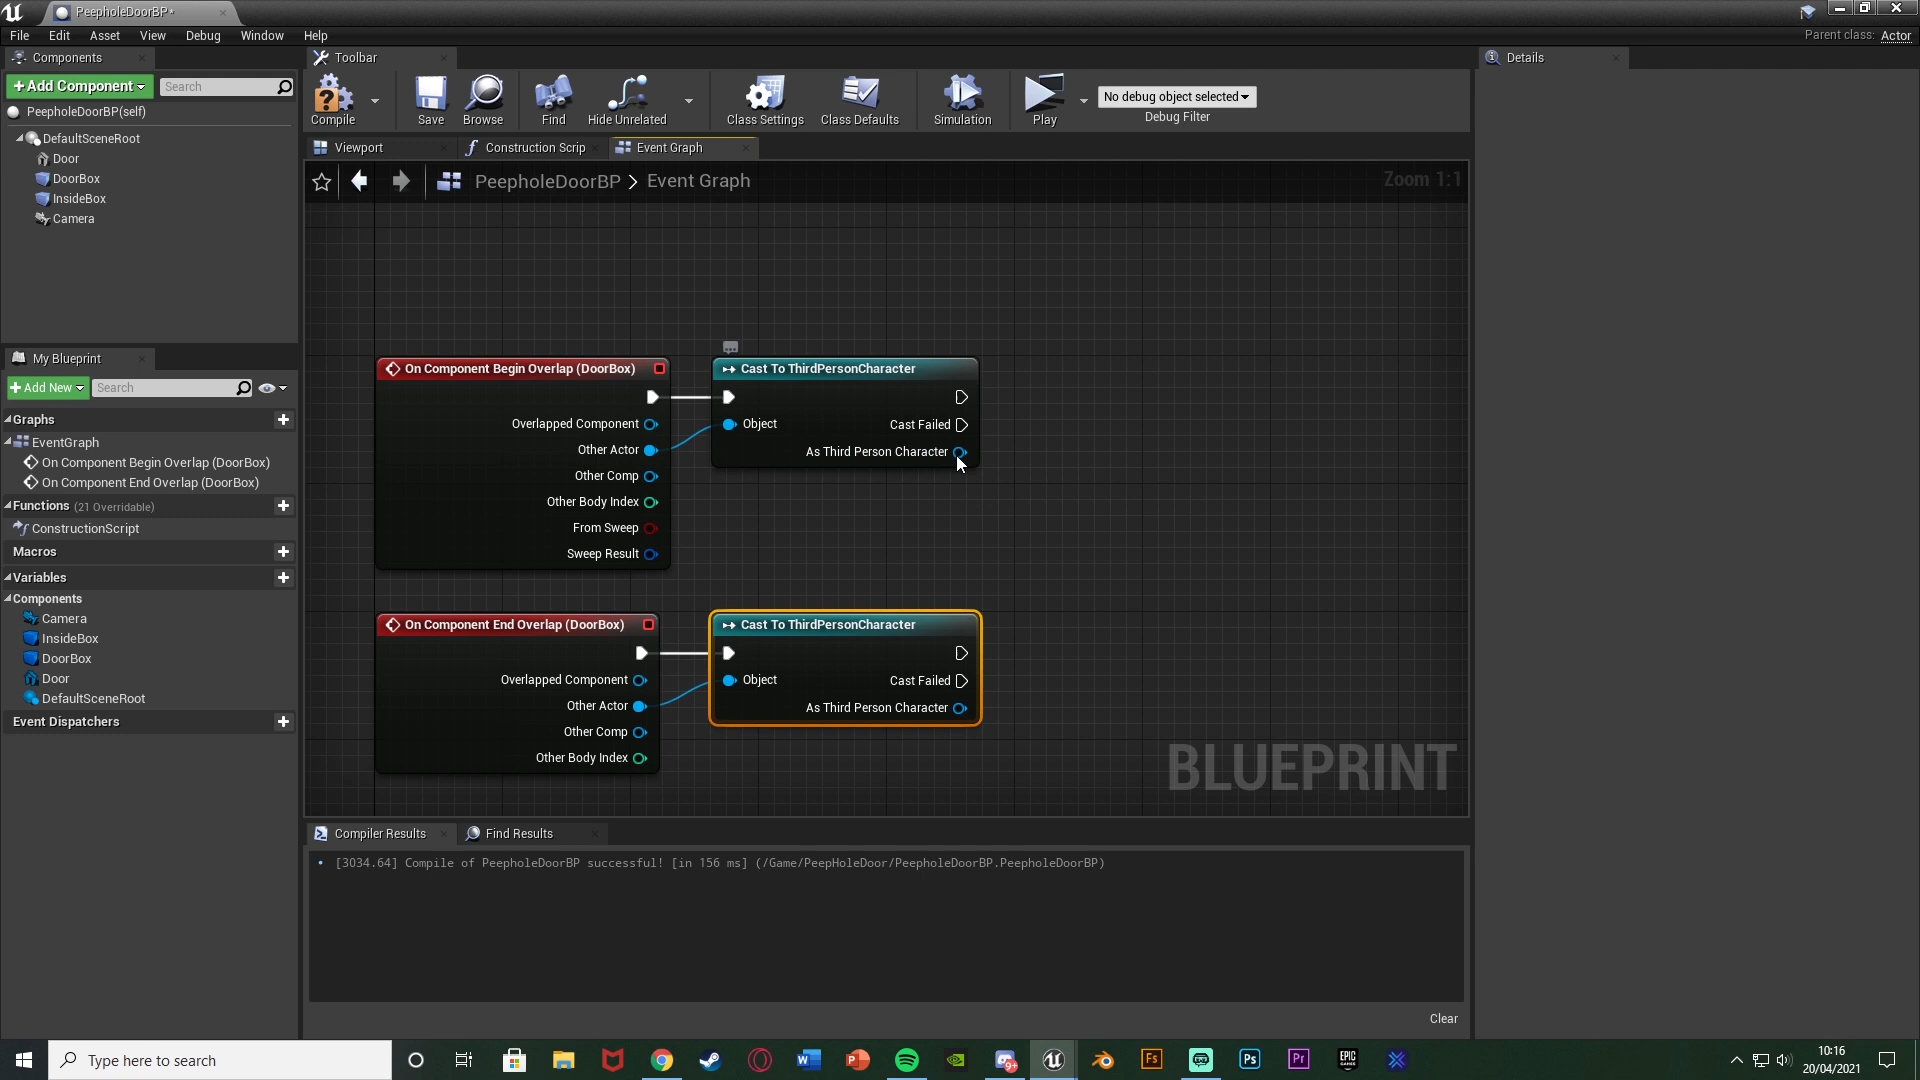 PeepholeDoorBP*
File Edit Asset View Debug Window Help
Parent class: Actor
Components
Toolbar
Details
+Add Component
Search
PeepholeDoorBP(self)
DefaultSceneRoot
Door
DoorBox
InsideBox
Camera
Compile
Save
Browse
Find
Hide Unrelated
Class Settings
Class Defaults
Simulation
Play
No debug object selected
Debug Filter
Viewport
Construction Scrip
Event Graph
PeepholeDoorBP > Event Graph
Zoom 1:1
My Blueprint
+Add New
Search
Graphs
EventGraph
On Component Begin Overlap (DoorBox)
On Component End Overlap (DoorBox)
Functions (21 Overridable)
ConstructionScript
Macros
Variables
Components
Camera
InsideBox
DoorBox
Door
DefaultSceneRoot
Event Dispatchers
On Component Begin Overlap (DoorBox)
Overlapped Component
Other Actor
Other Comp
Other Body Index
From Sweep
Sweep Result
Cast To ThirdPersonCharacter
Object
Cast Failed
As Third Person Character
On Component End Overlap (DoorBox)
Overlapped Component
Other Actor
Other Comp
Other Body Index
Cast To ThirdPersonCharacter
Object
Cast Failed
As Third Person Character
BLUEPRINT
Compiler Results
Find Results
[3034.64] Compile of PeepholeDoorBP successful! [in 156 ms] (/Game/PeepHoleDoor/PeepholeDoorBP.PeepholeDoorBP)
Clear
Type here to search
10:16
20/04/2021